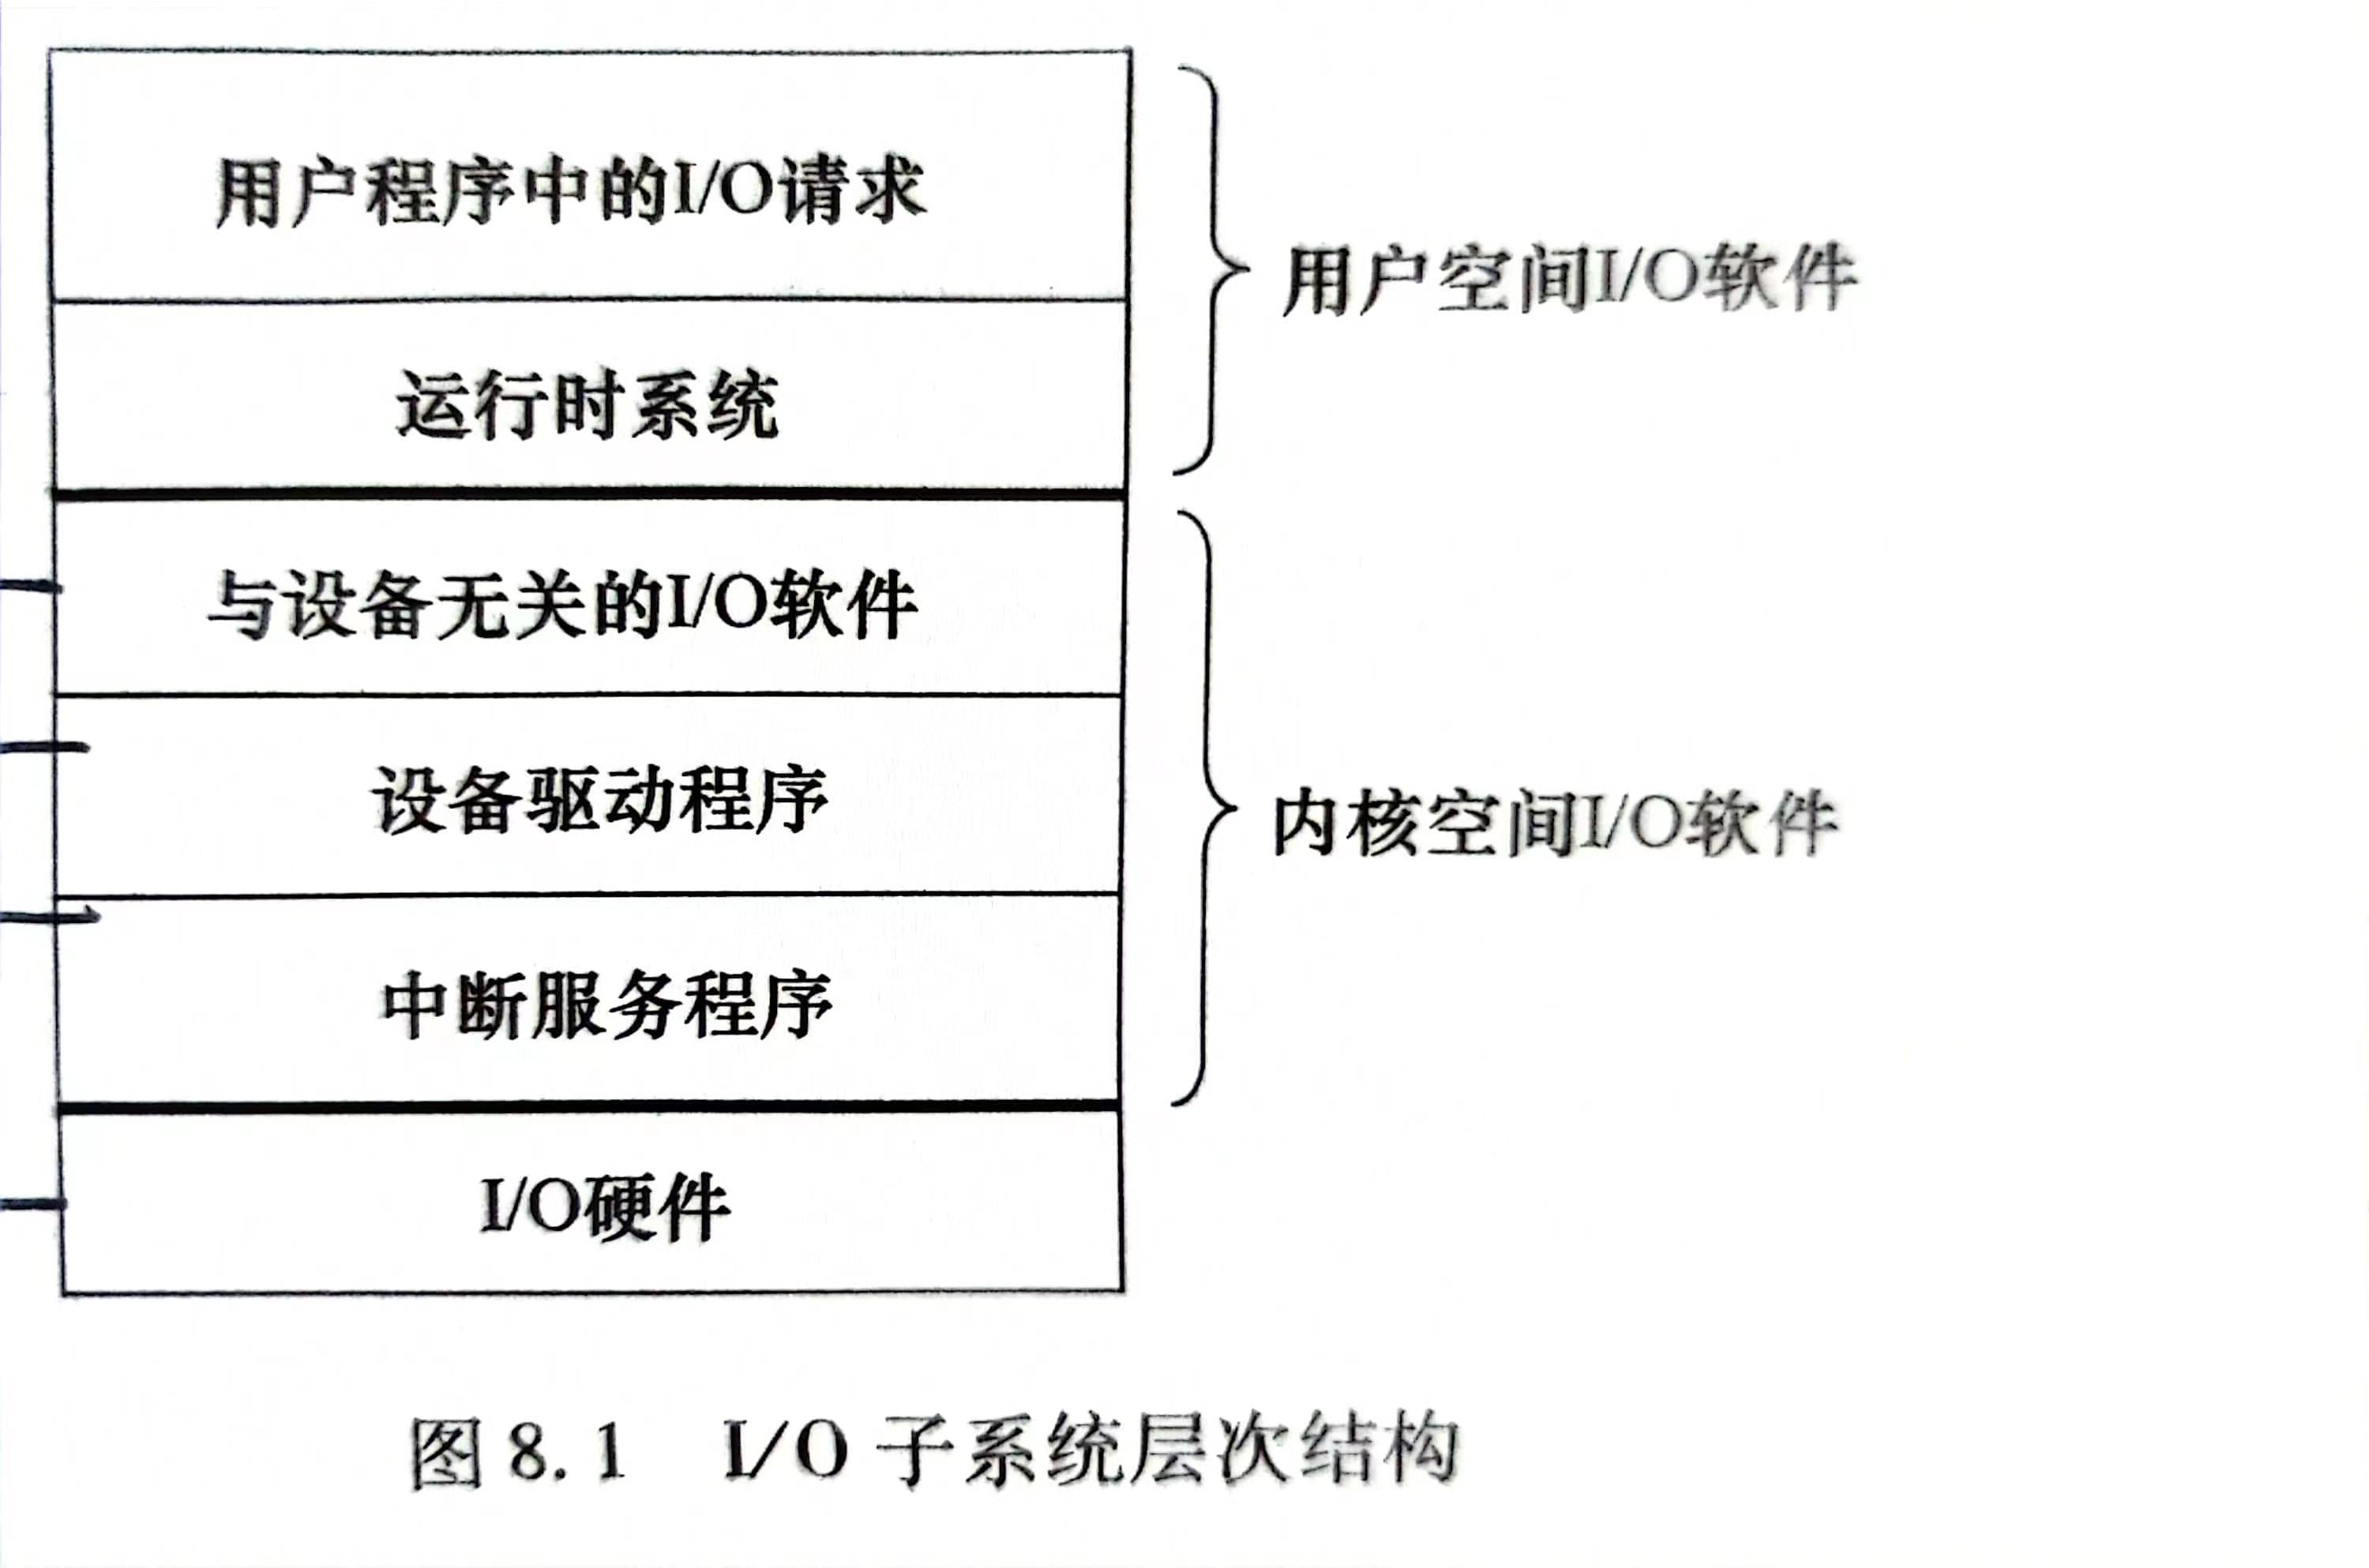 用户程序中的I/O请求
用户空间I/O软件
运行时系统
与设备无关的I/O软件
设备驱动程序
内核空间I/O软件
中断服务程序
I/O硬件
图 8.1 I/O 子系统层次结构